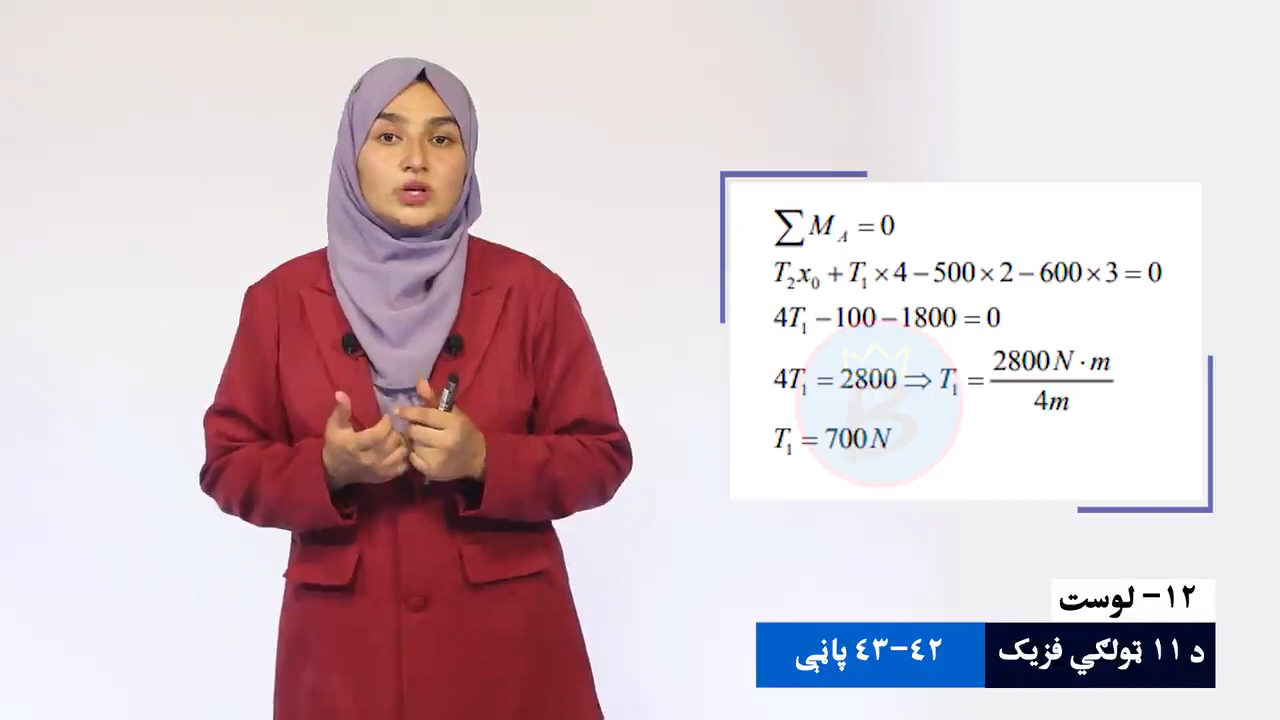 ∑M_A = 0
T₂x₀ + T₁ × 4 – 500 × 2 – 600 × 3 = 0
4T₁ – 100 – 1800 = 0
4T₁ = 2800 ⇒ T₁ = 2800 N · m / 4m
T₁ = 700 N
۱۲- لوست
د ۱۱ ټولګي فزیک
۴۲-۴۳ پاڼې